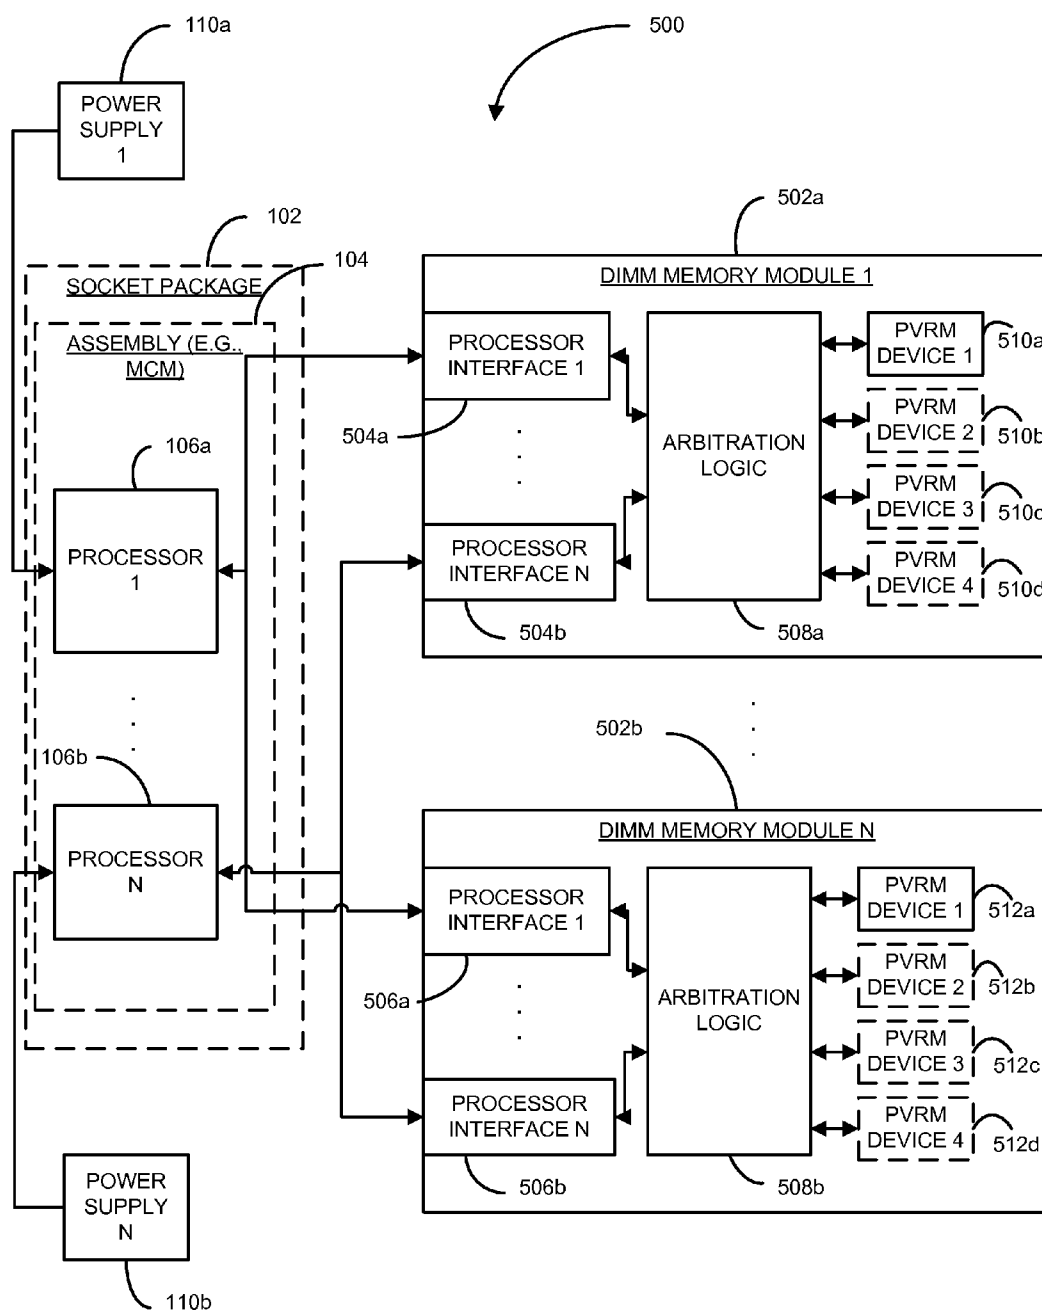 110a
500
POWER
SUPPLY
1
102
502a
104
SOCKET PACKAGE
DIMM MEMORY MODULE 1
ASSEMBLY (E.G..
MCM)
PROCESSOR
INTERFACE 1
504a
PVRM
DEVICE 1
510a
PVRM
DEVICE 2
510b
ARBITRATION
LOGIC
PVRM
DEVICE 3
510c
PVRM
DEVICE 4
510d
106a
PROCESSOR
1
PROCESSOR
INTERFACE N
504b
508a
106b
502b
PROCESSOR
N
DIMM MEMORY MODULE N
PROCESSOR
INTERFACE 1
506a
PVRM
DEVICE 1
512a
PVRM
DEVICE 2
512b
ARBITRATION
LOGIC
PVRM
DEVICE 3
512c
PVRM
DEVICE 4
512d
PROCESSOR
INTERFACE N
506b
508b
POWER
SUPPLY
N
110b